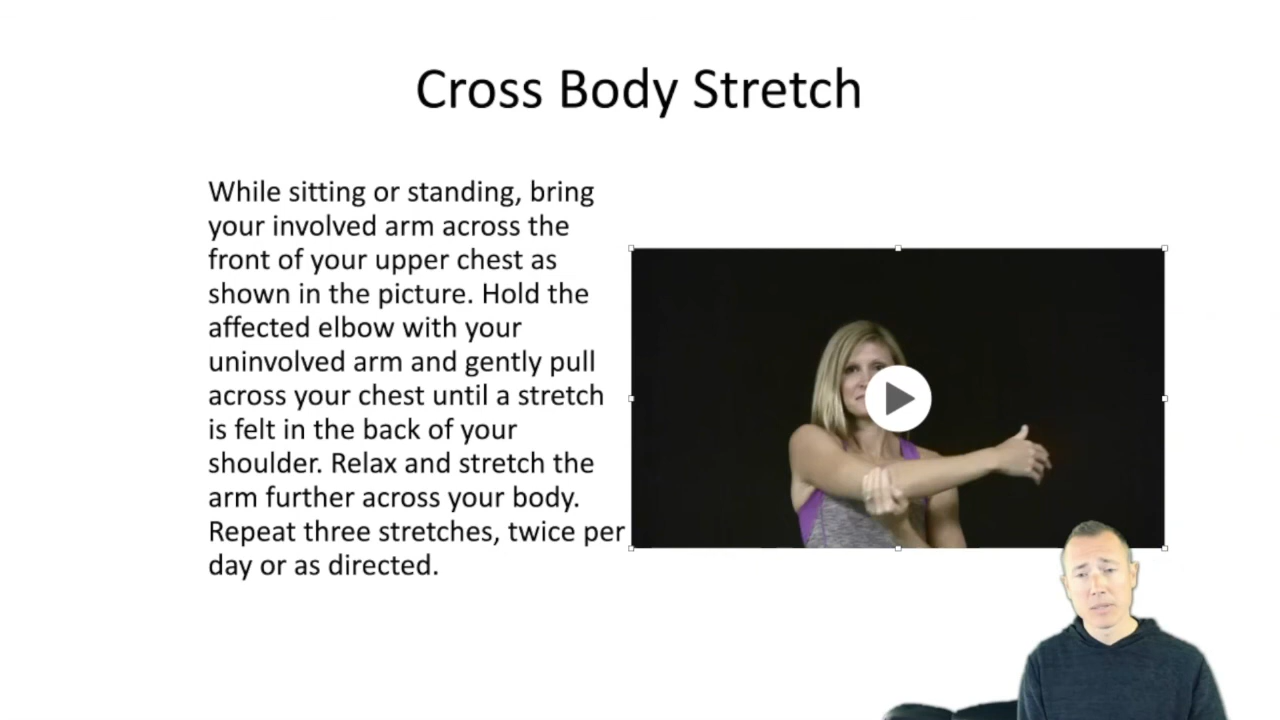 Cross Body Stretch
While sitting or standing, bring
your involved arm across the
front of your upper chest as
shown in the picture. Hold the
affected elbow with your
uninvolved arm and gently pull
across your chest until a stretch
is felt in the back of your
shoulder. Relax and stretch the
arm further across your body.
Repeat three stretches, twice per
day or as directed.